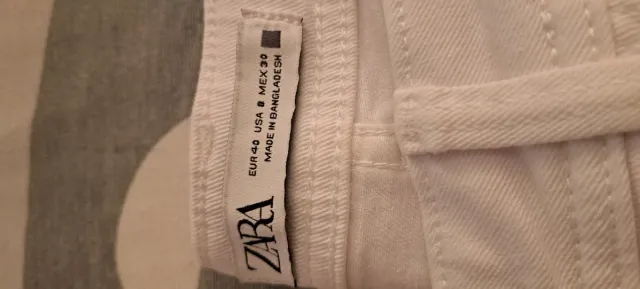 ZARA
EUR 40 USA 8 MEX 30
MADE IN BANGLADESH